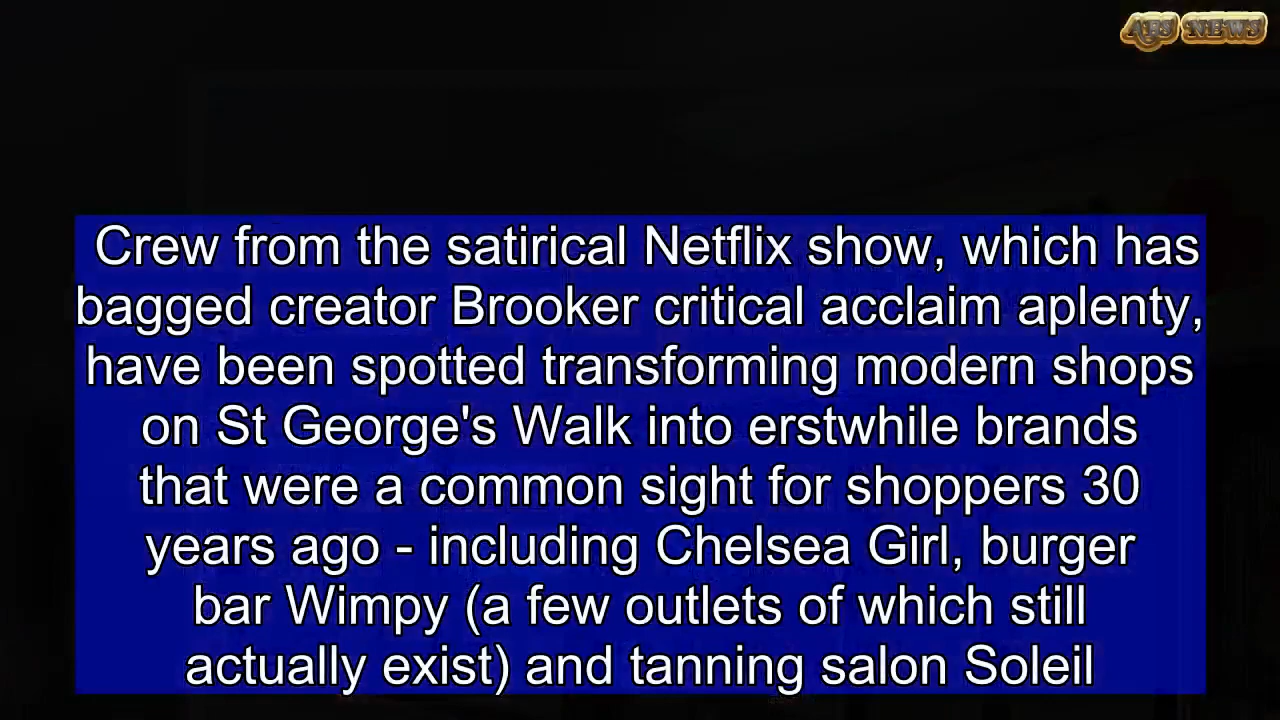 AFS NEWS
Crew from the satirical Netflix show, which has
bagged creator Brooker critical acclaim aplenty,
have been spotted transforming modern shops
on St George's Walk into erstwhile brands
that were a common sight for shoppers 30
years ago - including Chelsea Girl, burger
bar Wimpy (a few outlets of which still
actually exist) and tanning salon Soleil